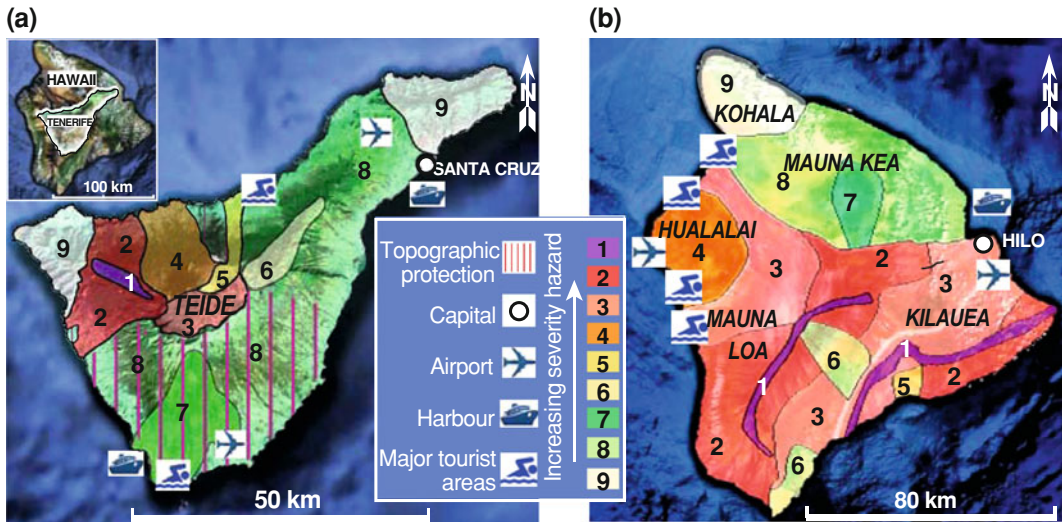 (a)
HAWAII
TENERIFE
100 km
N
9
8
SANTA CRUZ
9
2
4
1
5
6
2
TEIDE
3
8
8
7
50 km
Topographic
protection
Capital
Airport
Harbour
Major tourist
areas
Increasing severity hazard
1
2
3
4
5
6
7
8
9
(b)
N
9
KOHALA
MAUNA KEA
8
7
HUALALAI
4
HILO
2
3
3
MAUNA
LOA
KILAUEA
1
6
1
5
2
3
2
6
80 km